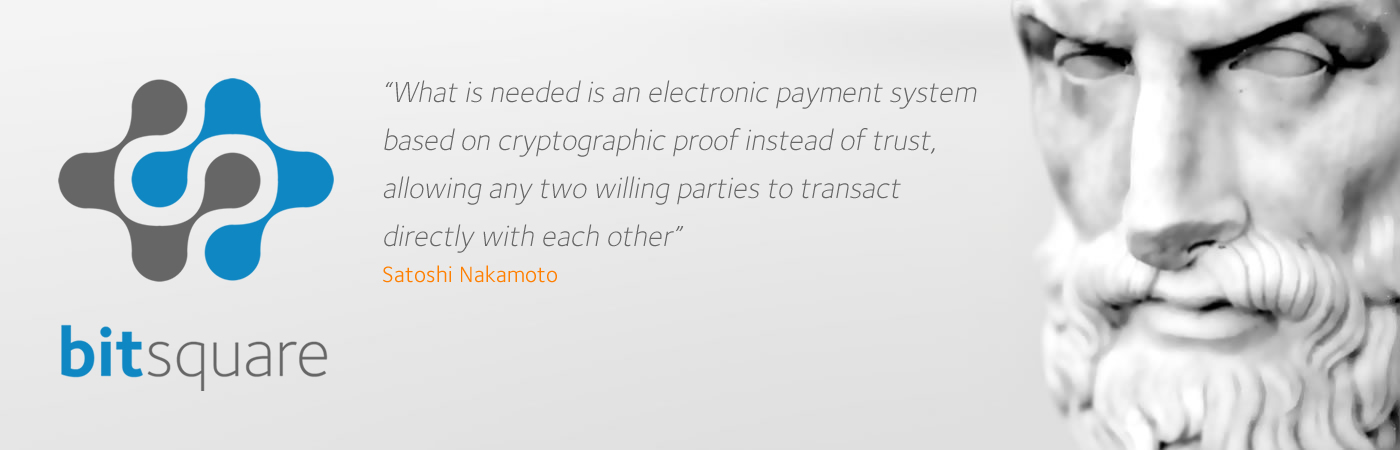 “What is needed is an electronic payment system
based on cryptographic proof instead of trust,
allowing any two willing parties to transact
directly with each other”
Satoshi Nakamoto
bitsquare